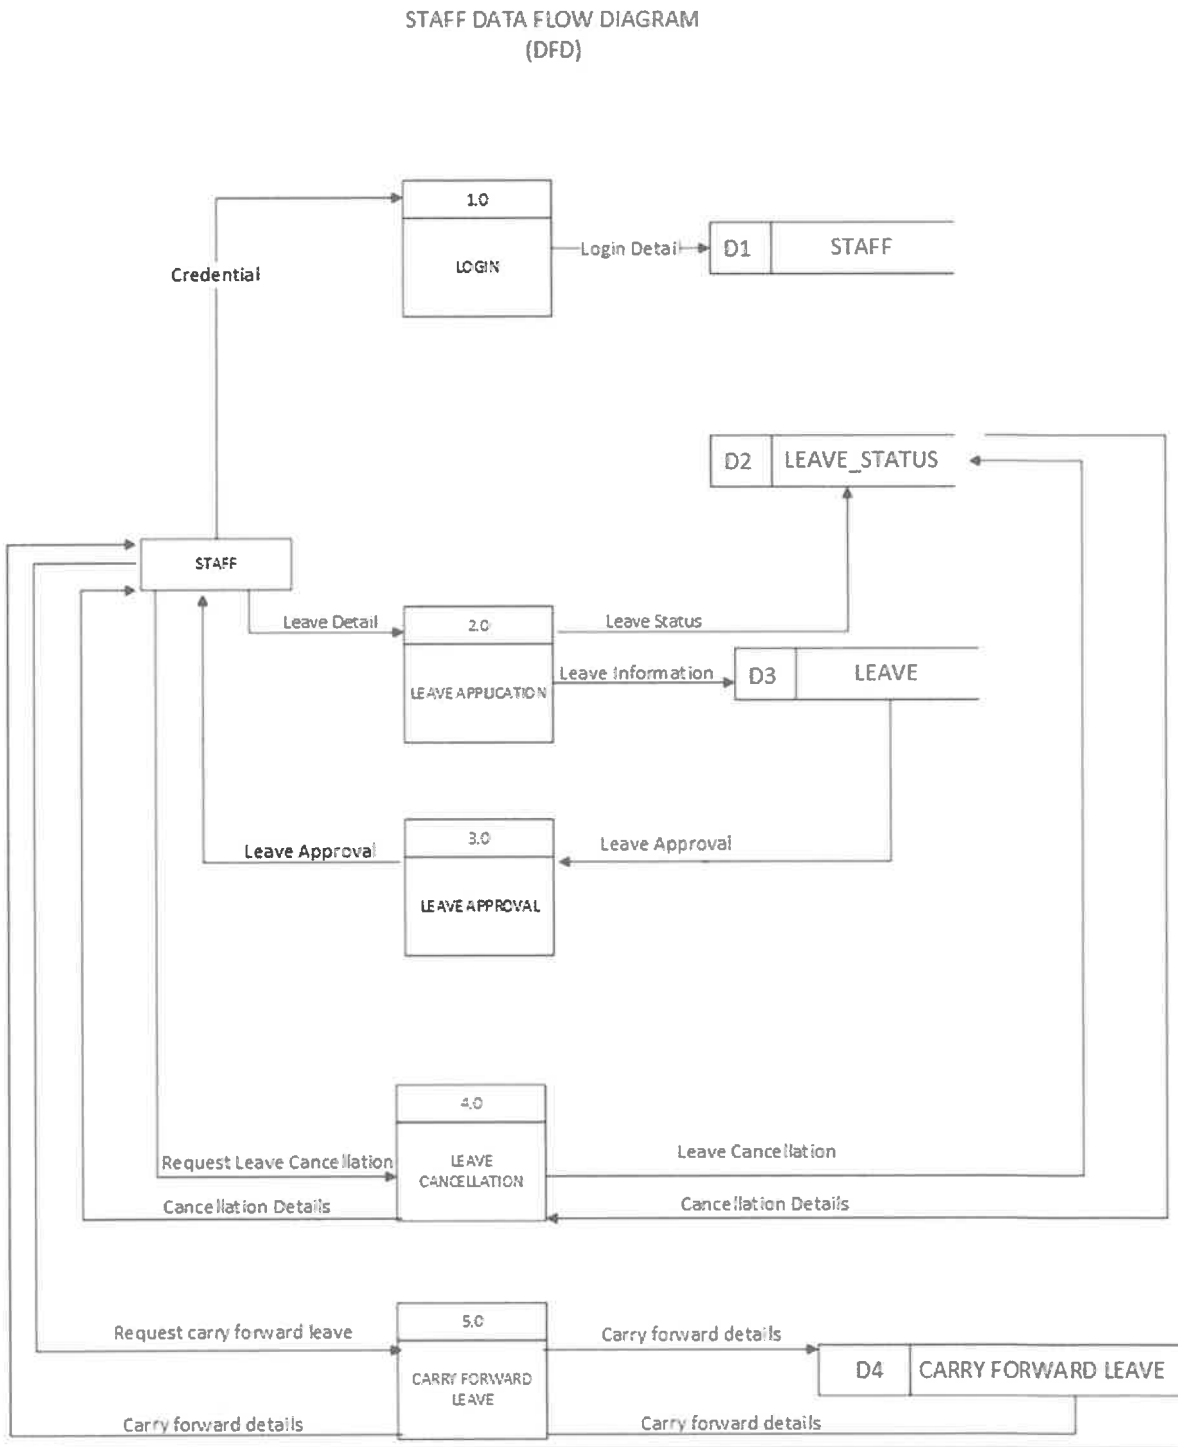 STAFF DATA FLOW DIAGRAM
(DFD)
1.0
LOGIN
Credential
Login Detail
D1
STAFF
D2
LEAVE_STATUS
STAFF
Leave Detail
2.0
LEAVE APPLICATION
Leave Status
Leave Information
D3
LEAVE
3.0
LEAVE APPROVAL
Leave Approval
Leave Approval
4.0
LEAVE
CANCELLATION
Request Leave Cancellation
Leave Cancellation
Cancellation Details
Cancellation Details
5.0
CARRY FORWARD
LEAVE
Request carry forward leave
Carry forward details
D4
CARRY FORWARD LEAVE
Carry forward details
Carry forward details